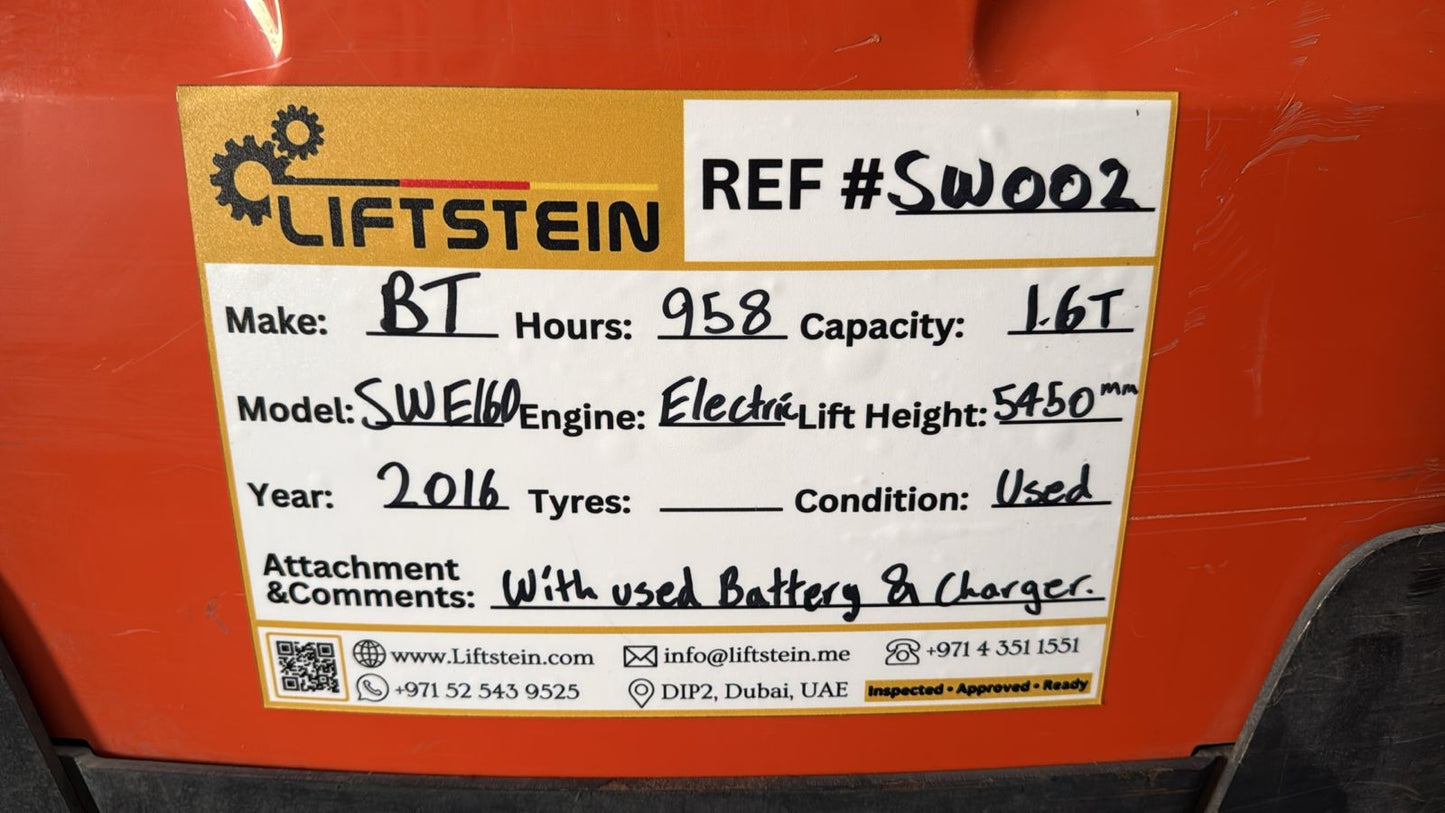 LIFTSTEIN
REF #SW002
Make: BT Hours: 958 Capacity: 1.6T
Model: SWE160 Engine: Electric Lift Height: 5450mm
Year: 2016 Tyres: Condition: Used
Attachment
&Comments: With used Battery & Charger.
www.Liftstein.com info@liftstein.me +971 4 351 1551
+971 52 543 9525 DIP2, Dubai, UAE Inspected • Approved • Ready